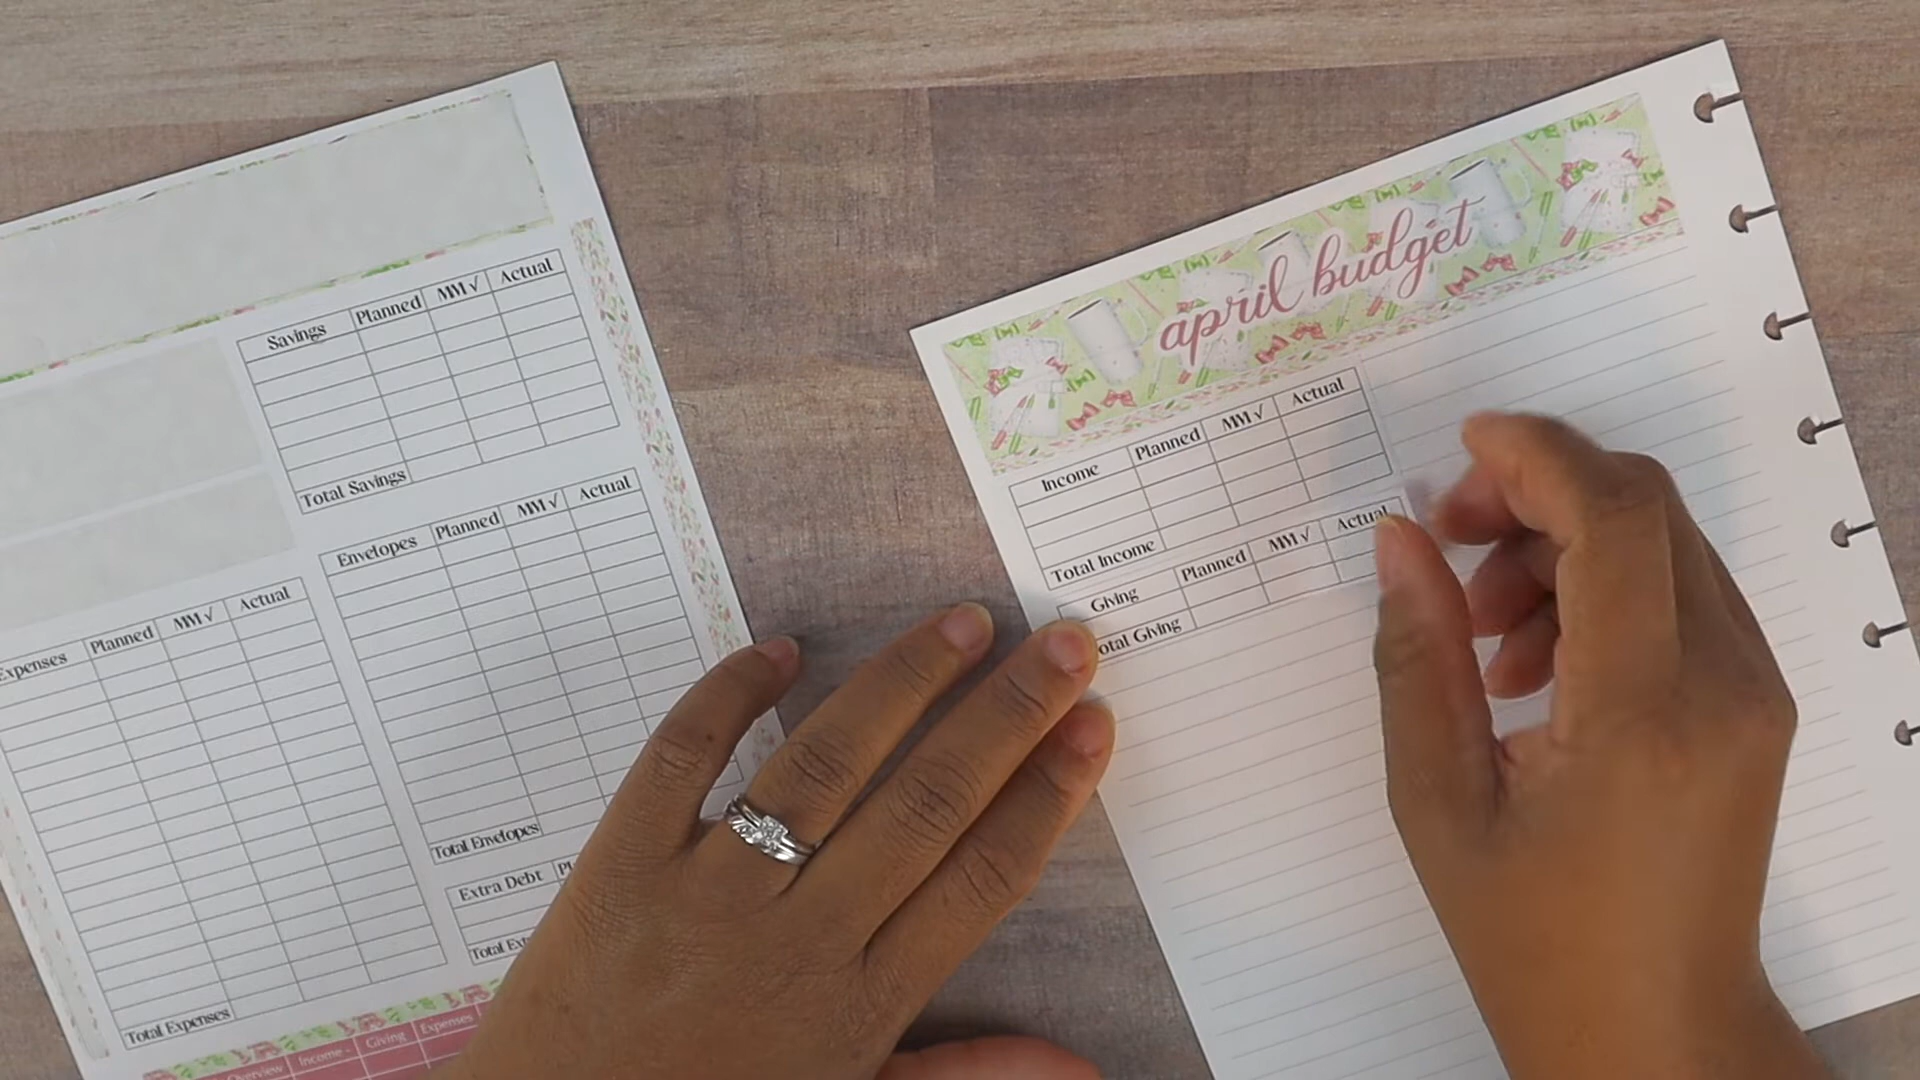 Savings Planned MM√ Actual
Total Savings
Envelopes Planned MM√ Actual
Total Envelopes
Extra Debt
Expenses Planned MM√ Actual
Total Expenses
Overview Income - Giving Expenses
april budget
Income Planned MM√ Actual
Total Income
Giving Planned MM√ Actual
Total Giving